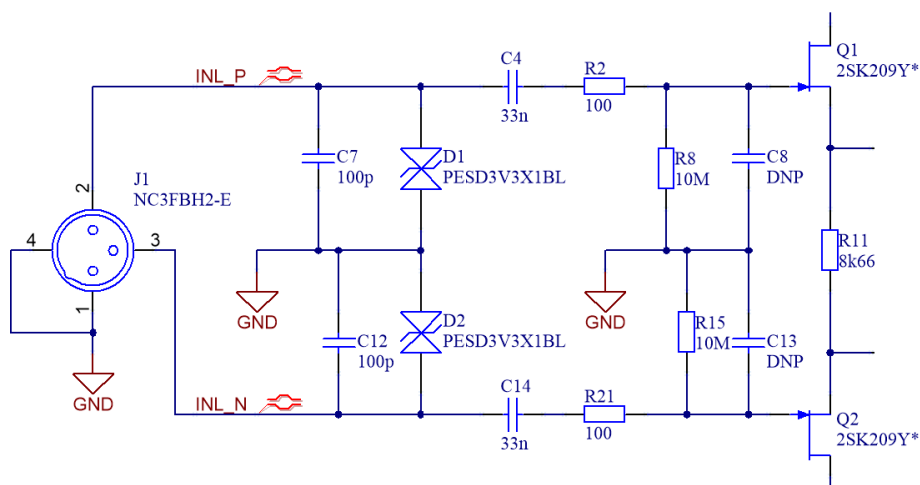 INL_P
C4
33n
R2
100
Q1
2SK209Y*
C7
100p
D1
PESD3V3X1BL
R8
10M
C8
DNP
J1
NC3FBH2-E
2
4
3
1
GND
GND
GND
R11
8k66
C12
100p
D2
PESD3V3X1BL
R15
10M
C13
DNP
INL_N
C14
33n
R21
100
Q2
2SK209Y*